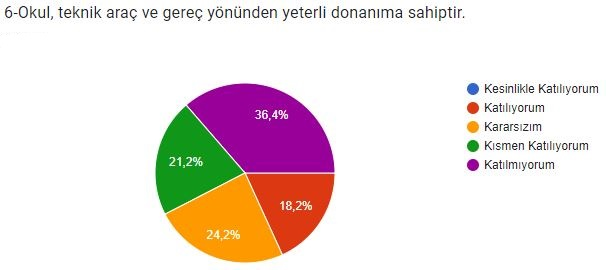 6-Okul, teknik araç ve gereç yönünden yeterli donanıma sahiptir.
Kesinlikle Katılıyorum
Katılıyorum
Kararsızım
Kısmen Katılıyorum
Katılmıyorum
36,4%
21,2%
18,2%
24,2%